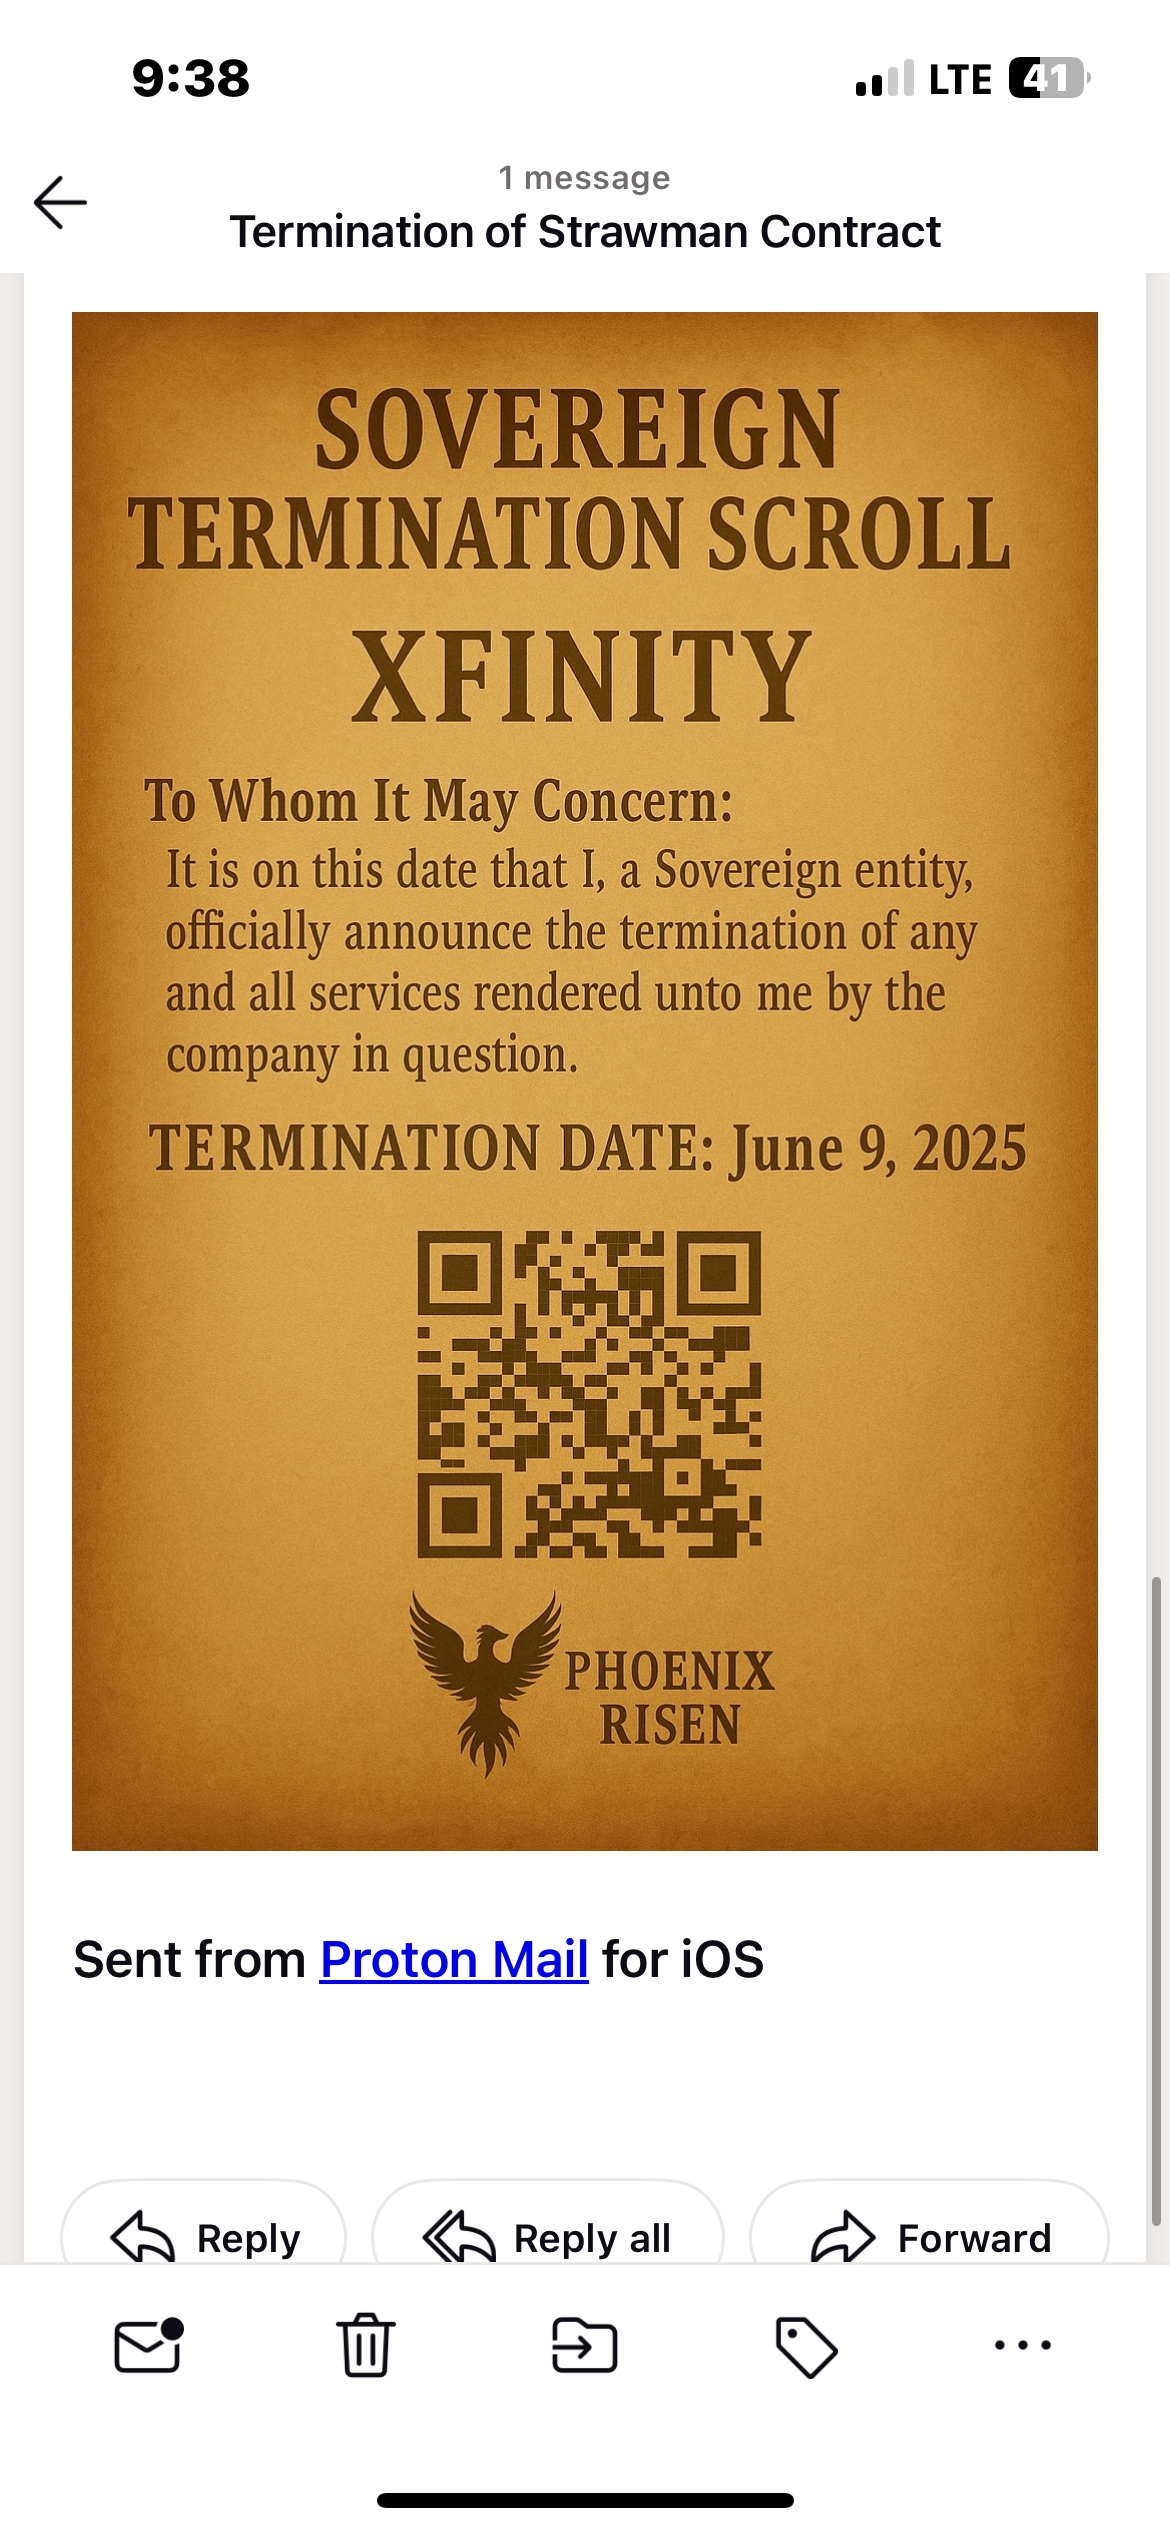 9:38
LTE
41
1 message
Termination of Strawman Contract
SOVEREIGN
TERMINATION SCROLL
XFINITY
To Whom It May Concern:
It is on this date that I, a Sovereign entity,
officially announce the termination of any
and all services rendered unto me by the
company in question.
TERMINATION DATE: June 9, 2025
PHOENIX
RISEN
Sent from Proton Mail for iOS
Reply
Reply all
Forward